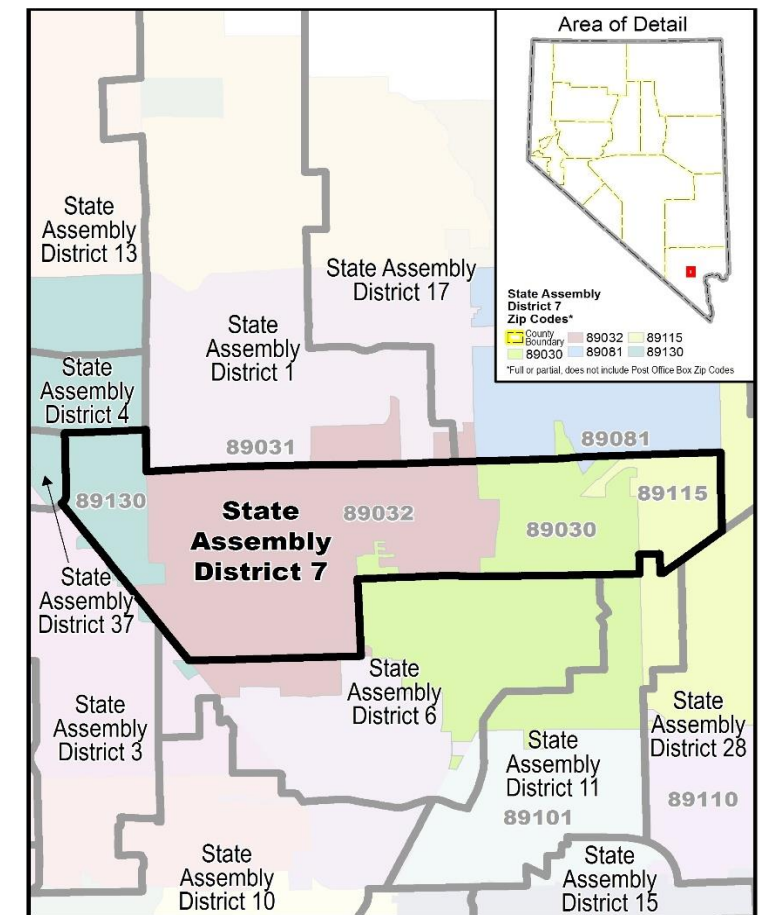 Area of Detail
State Assembly
District 7
Zip Codes*
County
Boundary
89030
89032
89081
89115
89130
*Full or partial, does not include Post Office Box Zip Codes
State
Assembly
District 13
State Assembly
District 17
State
Assembly
District 1
State
Assembly
District 4
89031
89081
89130
State
Assembly
District 7
89032
89115
89030
State
Assembly
District 37
State
Assembly
District 6
State
Assembly
District 3
State
Assembly
District 28
State
Assembly
District 11
89110
89101
State
Assembly
District 10
State
Assembly
District 15